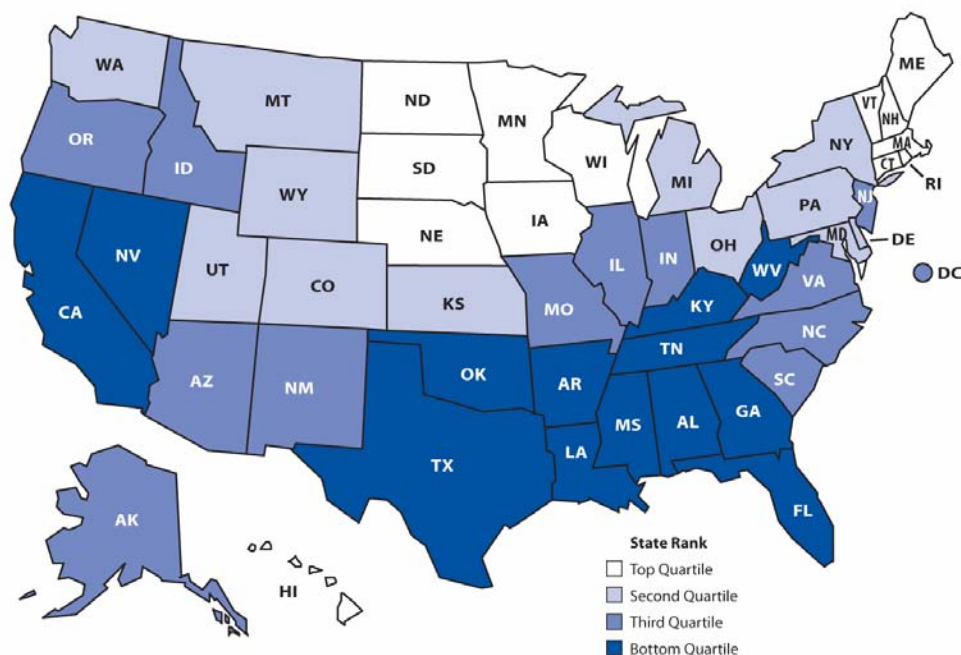 ME
WA
VT
NH
MT
ND
MN
OR
NY
MA
WI
CT
RI
ID
SD
MI
WY
PA
NJ
IA
NE
OH
MD
DE
IL
IN
NV
UT
WV
DC
CO
VA
KS
CA
MO
KY
NC
TN
OK
AZ
NM
AR
SC
MS
AL
GA
LA
TX
FL
AK
State Rank
Top Quartile
HI
Second Quartile
Third Quartile
Bottom Quartile